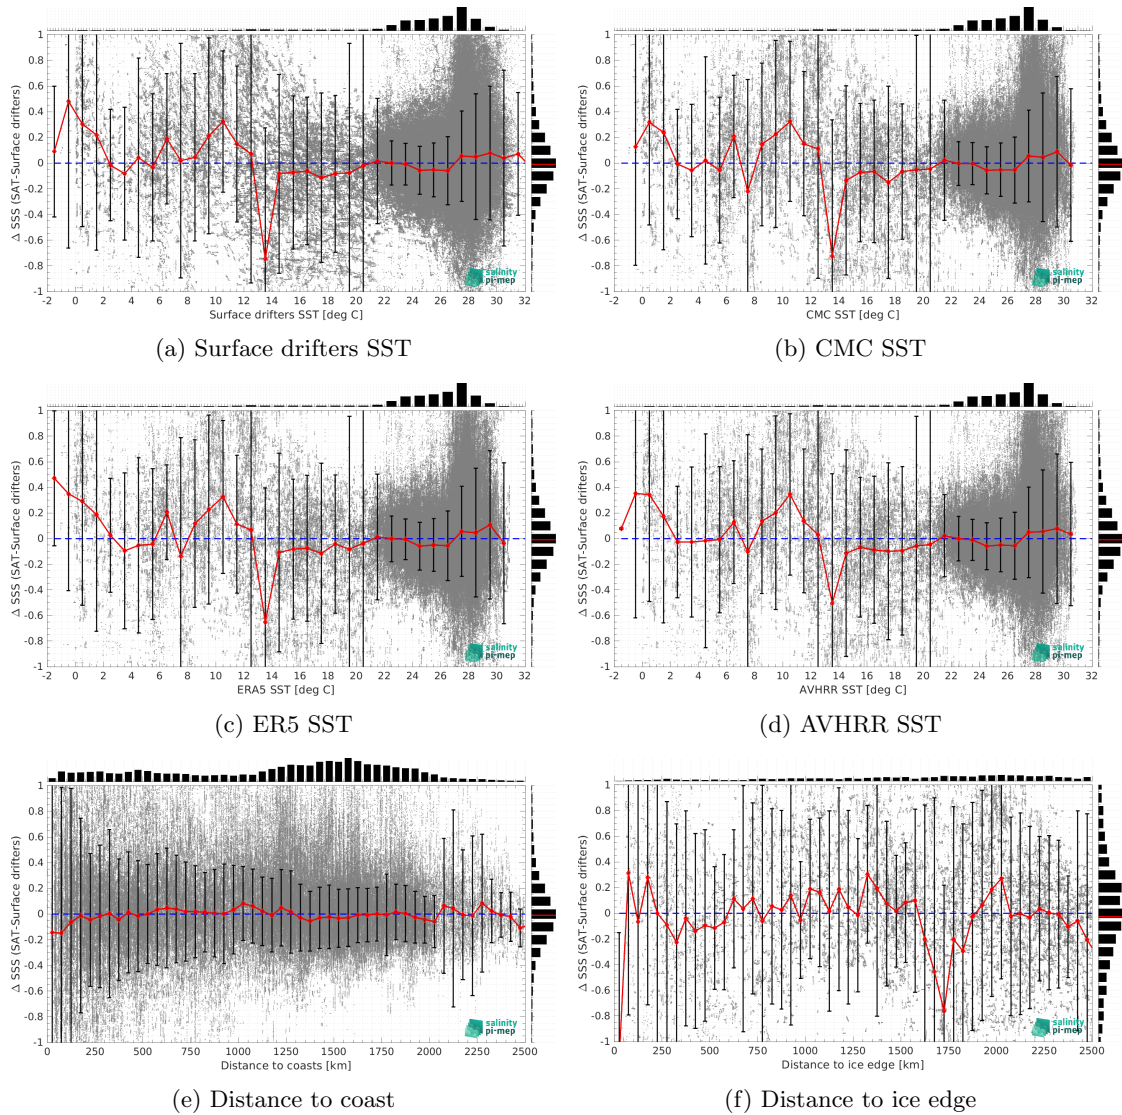 1
0.8
0.6
0.4
0.2
0
-0.2
-0.4
-0.6
-0.8
-1
Δ SSS (SAT-Surface drifters)
salinity
pi-mep
-2 0 2 4 6 8 10 12 14 16 18 20 22 24 26 28 30 32
Surface drifters SST [deg C]
(a) Surface drifters SST
1
0.8
0.6
0.4
0.2
0
-0.2
-0.4
-0.6
-0.8
-1
Δ SSS (SAT-Surface drifters)
salinity
pi-mep
-2 0 2 4 6 8 10 12 14 16 18 20 22 24 26 28 30 32
CMC SST [deg C]
(b) CMC SST
1
0.8
0.6
0.4
0.2
0
-0.2
-0.4
-0.6
-0.8
-1
Δ SSS (SAT-Surface drifters)
salinity
pi-mep
-2 0 2 4 6 8 10 12 14 16 18 20 22 24 26 28 30 32
ERA5 SST [deg C]
(c) ER5 SST
1
0.8
0.6
0.4
0.2
0
-0.2
-0.4
-0.6
-0.8
-1
Δ SSS (SAT-Surface drifters)
salinity
pi-mep
-2 0 2 4 6 8 10 12 14 16 18 20 22 24 26 28 30 32
AVHRR SST [deg C]
(d) AVHRR SST
1
0.8
0.6
0.4
0.2
0
-0.2
-0.4
-0.6
-0.8
-1
Δ SSS (SAT-Surface drifters)
salinity
pi-mep
0 250 500 750 1000 1250 1500 1750 2000 2250 2500
Distance to coasts [km]
(e) Distance to coast
1
0.8
0.6
0.4
0.2
0
-0.2
-0.4
-0.6
-0.8
-1
Δ SSS (SAT-Surface drifters)
salinity
pi-mep
0 250 500 750 1000 1250 1500 1750 2000 2250 2500
Distance to ice edge [km]
(f) Distance to ice edge